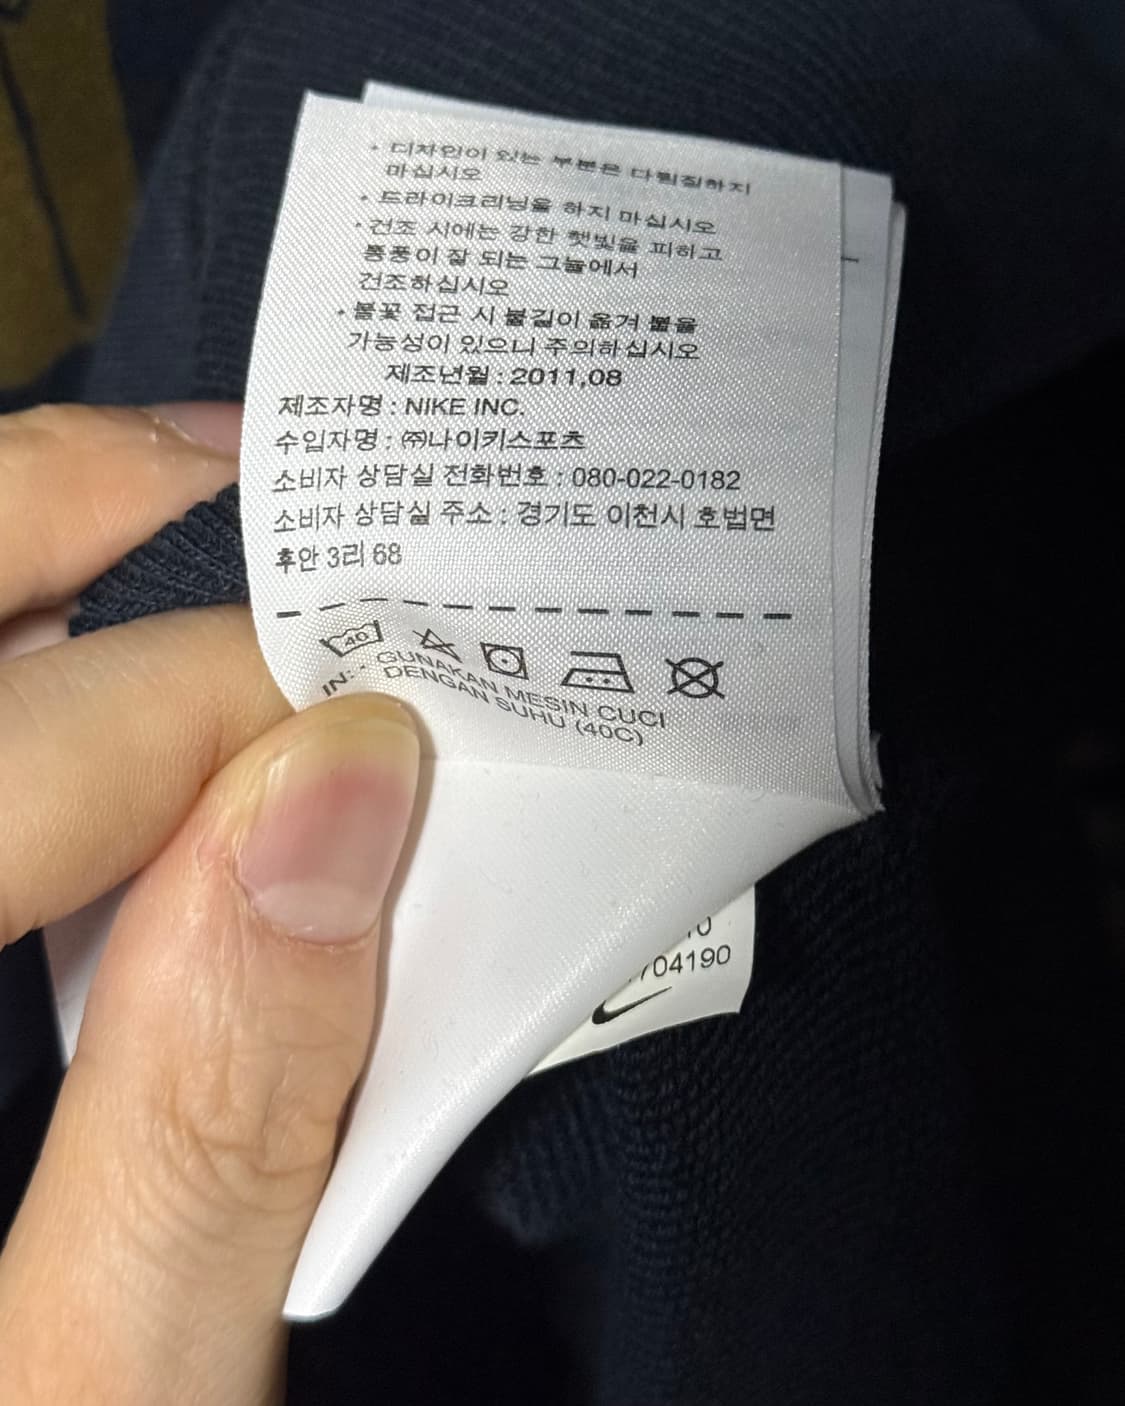 • 디자인이 있는 부분은 다림질하지
마십시오
• 드라이크리닝을 하지 마십시오
• 건조 시에는 강한 햇빛을 피하고
통풍이 잘 되는 그늘에서
건조하십시오
• 불꽃 접근 시 불길이 옮겨 붙을
가능성이 있으니 주의하십시오
제조년월 : 2011.08
제조자명 : NIKE INC.
수입자명 : ㈜나이키스포츠
소비자 상담실 전화번호 : 080-022-0182
소비자 상담실 주소 : 경기도 이천시 호법면
후안 3리 68
40
IN: • GUNAKAN MESIN CUCI
DENGAN SUHU (40C)
704190